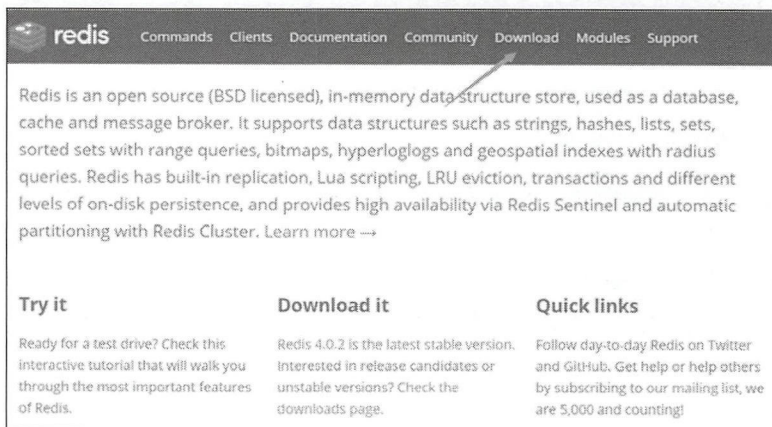 redis Commands Clients Documentation Community Download Modules Support
Redis is an open source (BSD licensed), in-memory data structure store, used as a database,
cache and message broker. It supports data structures such as strings, hashes, lists, sets,
sorted sets with range queries, bitmaps, hyperloglogs and geospatial indexes with radius
queries. Redis has built-in replication, Lua scripting, LRU eviction, transactions and different
levels of on-disk persistence, and provides high availability via Redis Sentinel and automatic
partitioning with Redis Cluster. Learn more →
Try it
Ready for a test drive? Check this
interactive tutorial that will walk you
through the most important features
of Redis.
Download it
Redis 4.0.2 is the latest stable version.
Interested in release candidates or
unstable versions? Check the
downloads page.
Quick links
Follow day-to-day Redis on Twitter
and GitHub. Get help or help others
by subscribing to our mailing list, we
are 5,000 and counting!